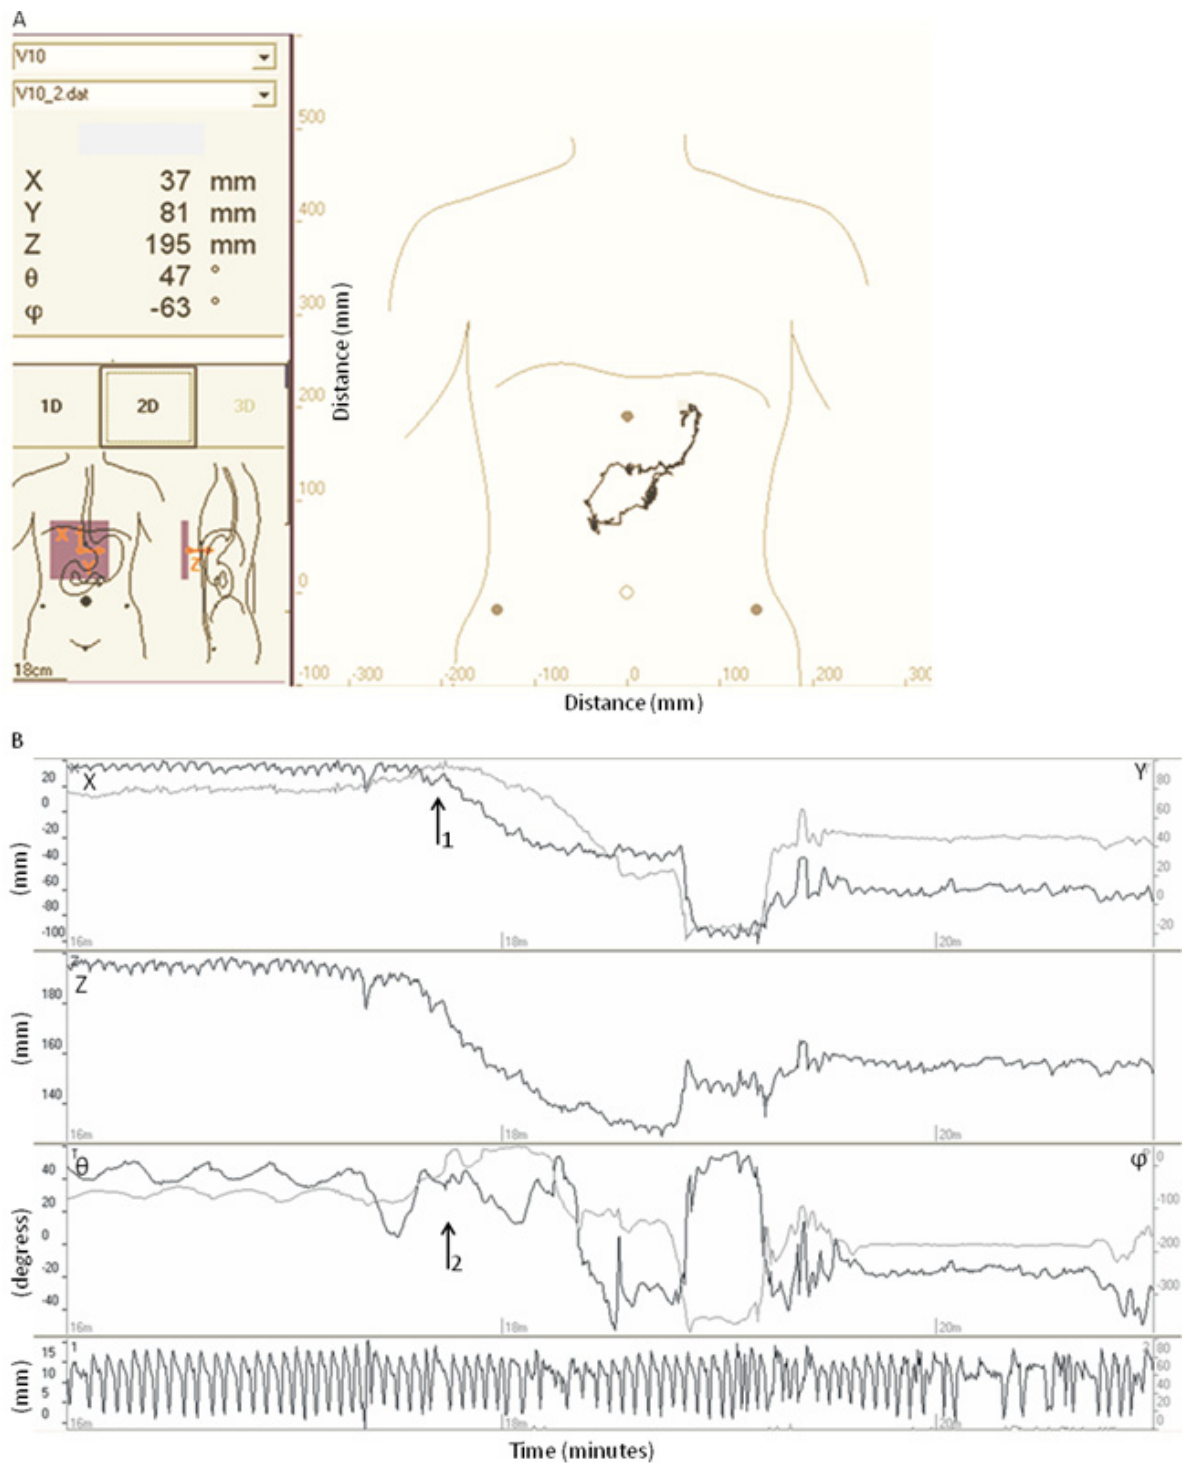 A
V10
V10_2.dat
X 37 mm
Y 81 mm
Z 195 mm
θ 47 °
φ -63 °
1D 2D 3D
X
Y
Z
18cm
500
400
300
200
100
0
-100
Distance (mm)
-300 -200 -100 0 100 200 300
Distance (mm)
B
X Y
20
0
-20
-40
-60
-80
-100
(mm)
80
60
40
20
0
-20
1
16m 18m 20m
Z
180
160
140
(mm)
16m 18m 20m
θ φ
40
20
0
-20
-40
(degress)
0
-100
-200
-300
2
16m 18m 20m
15
10
5
0
(mm)
1
80
60
40
20
0
16m 18m 20m
Time (minutes)